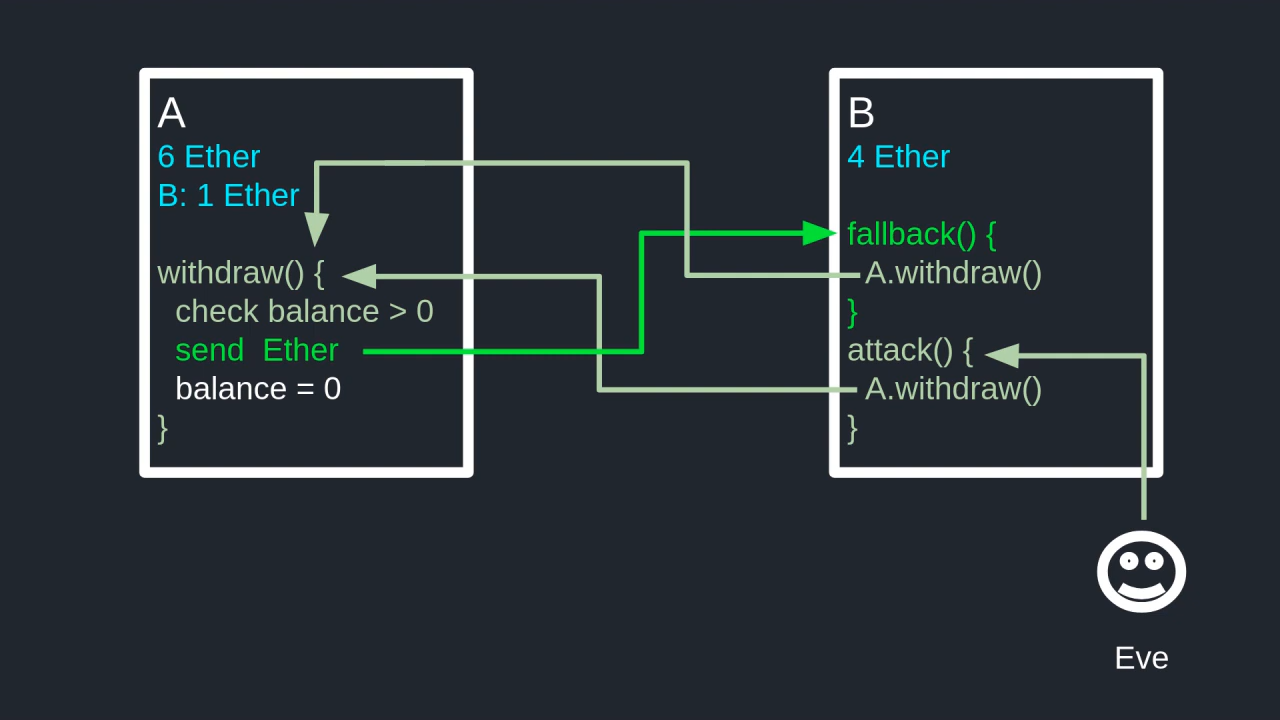 A
6 Ether
B: 1 Ether
withdraw() {
check balance > 0
send  Ether
balance = 0
}
B
4 Ether
fallback() {
A.withdraw()
}
attack() {
A.withdraw()
}
Eve